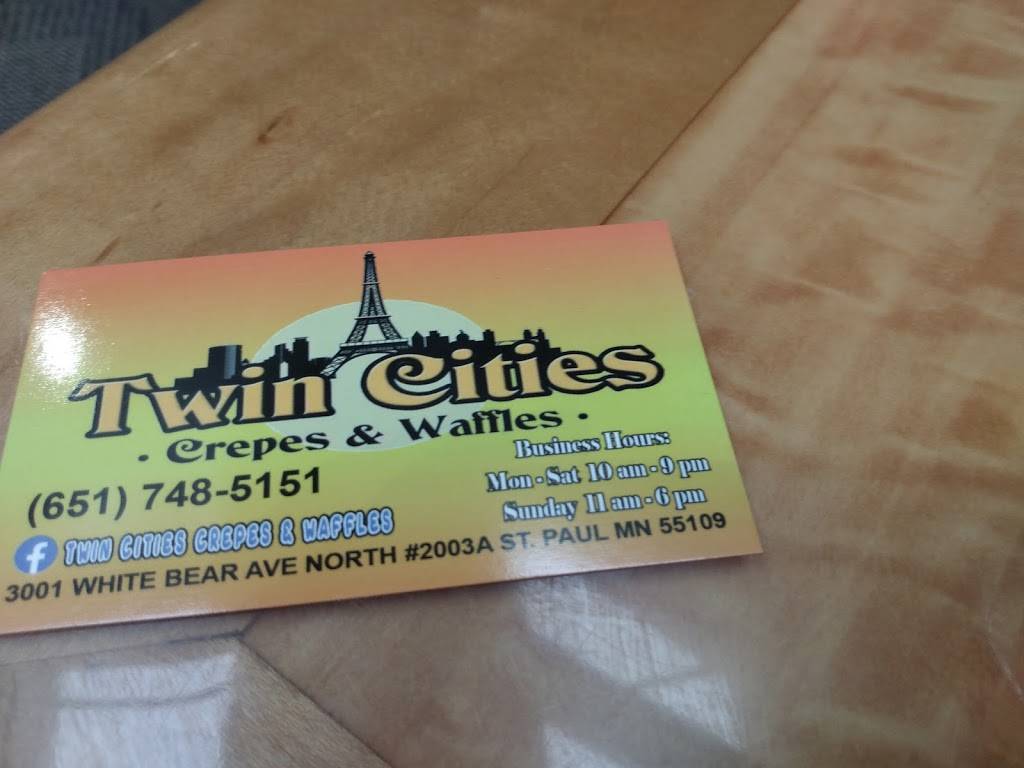 Twin Cities
· Crepes & Waffles ·
(651) 748-5151
Business Hours:
Mon - Sat 10 am - 9 pm
Sunday 11 am - 6 pm
f TWIN CITIES CREPES & WAFFLES
3001 WHITE BEAR AVE NORTH #2003A ST. PAUL MN 55109